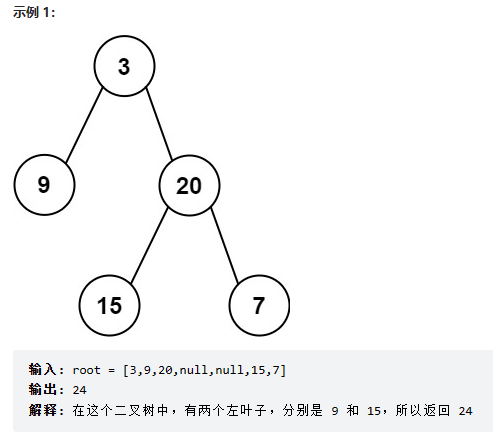 示例 1：
3
9 20
15 7
输入：root = [3,9,20,null,null,15,7]
输出：24
解释：在这个二叉树中，有两个左叶子，分别是 9 和 15，所以返回 24